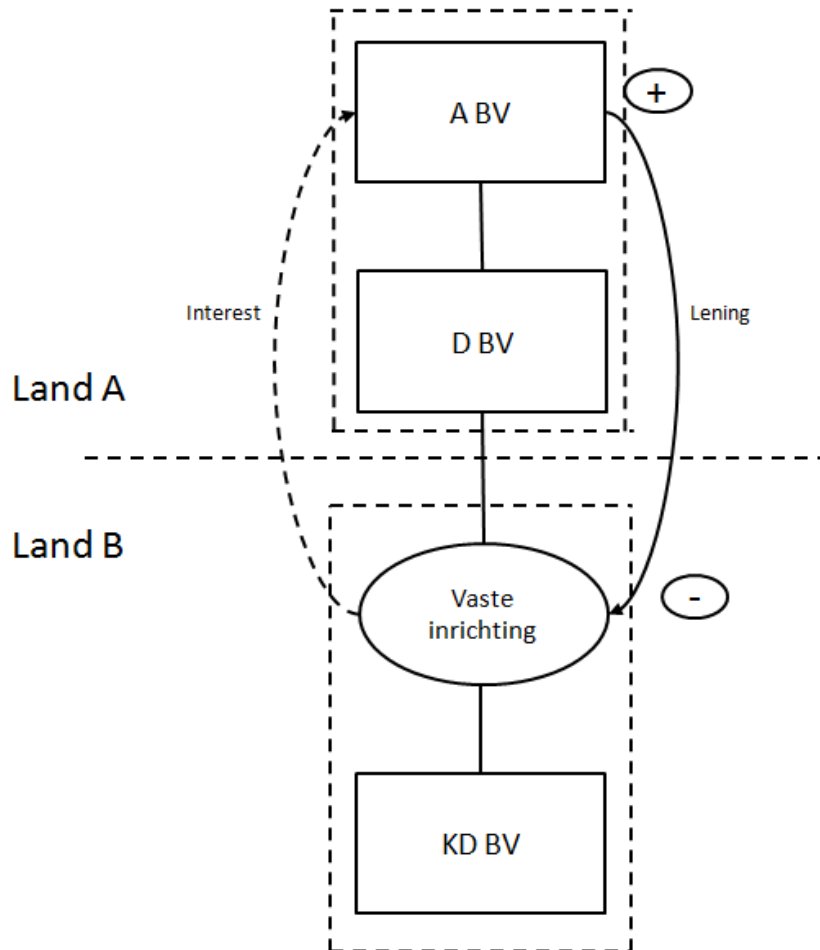 A BV
+
Interest
Lening
D BV
Land A
Land B
Vaste
inrichting
-
KD BV